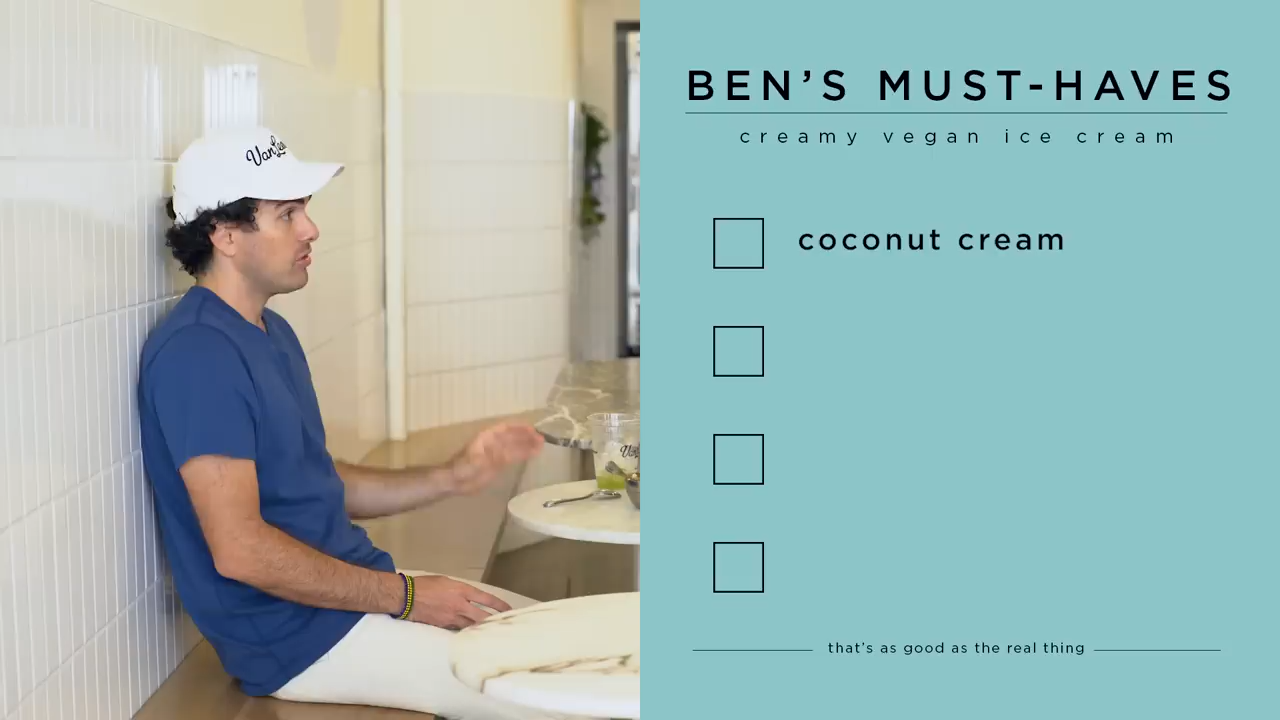 BEN'S MUST-HAVES
creamy vegan ice cream
coconut cream
that's as good as the real thing